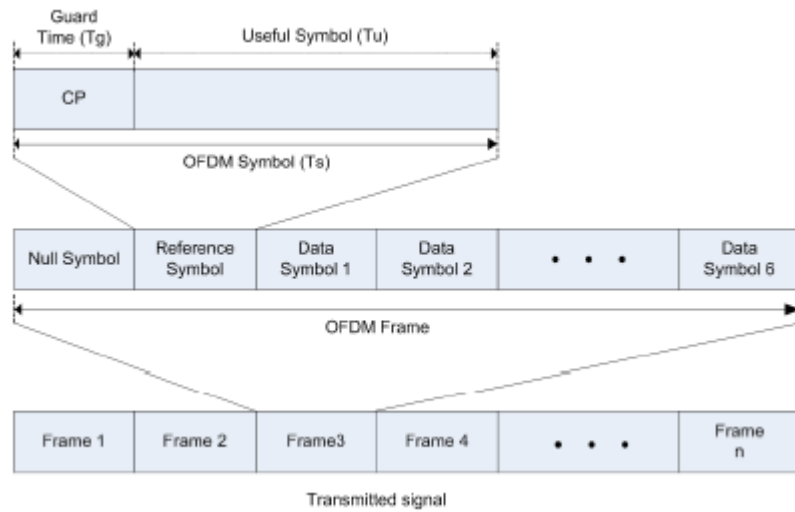 Guard
Time (Tg)
Useful Symbol (Tu)
CP
OFDM Symbol (Ts)
Null Symbol
Reference
Symbol
Data
Symbol 1
Data
Symbol 2
• • •
Data
Symbol 6
OFDM Frame
Frame 1
Frame 2
Frame3
Frame 4
• • •
Frame
n
Transmitted signal